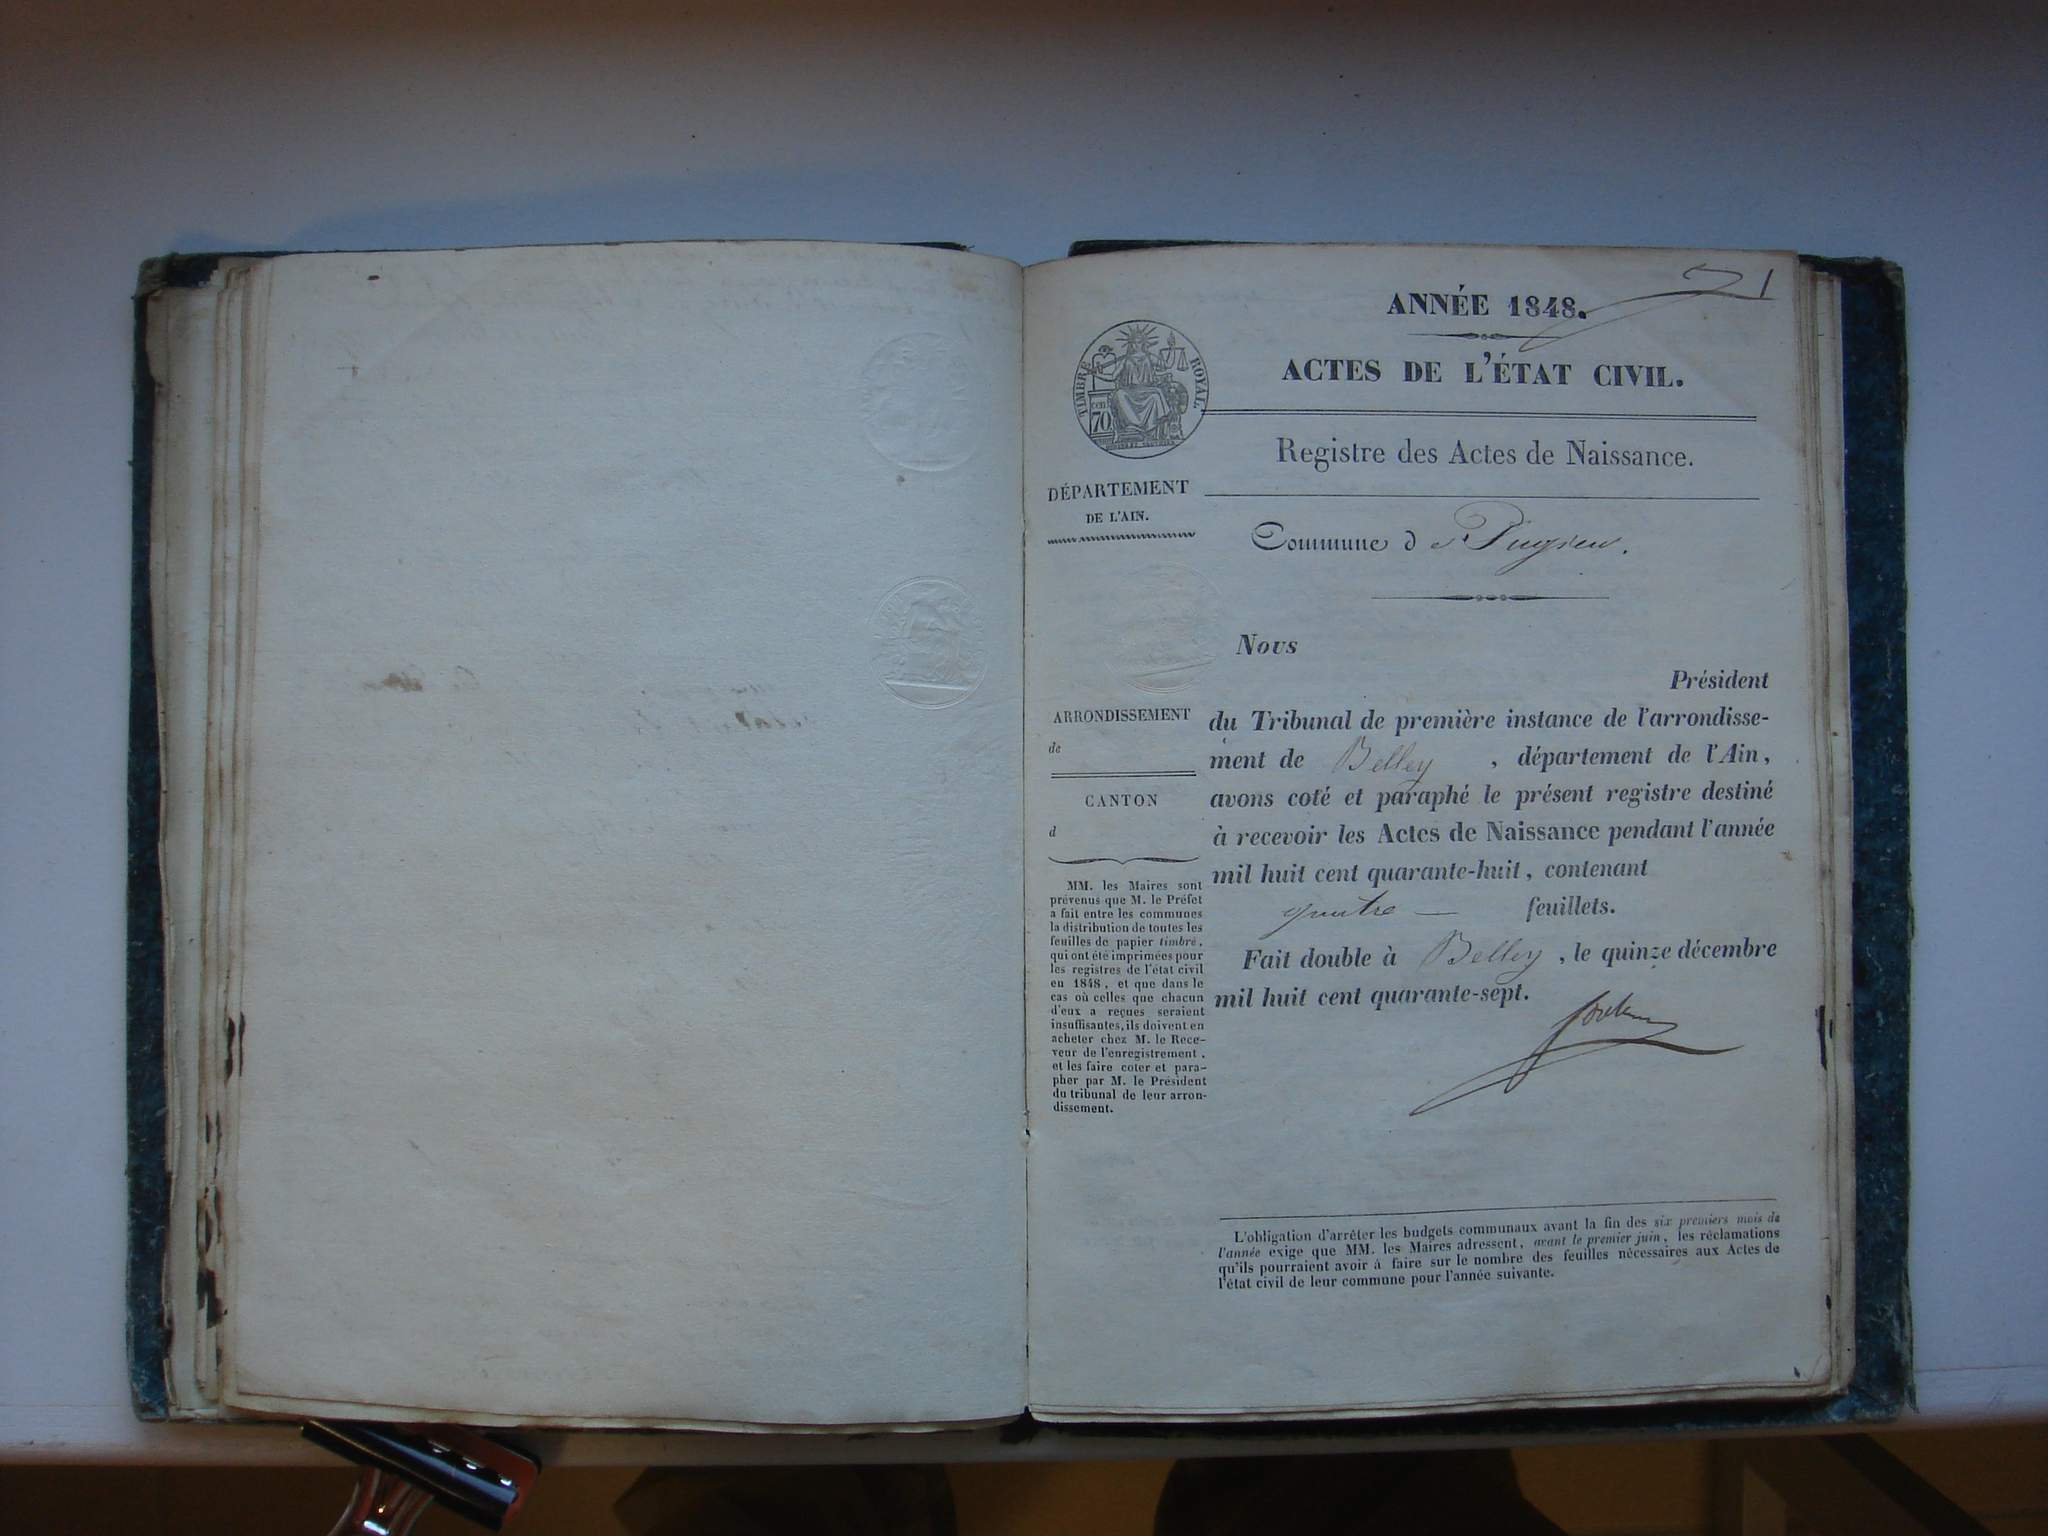 1
ANNÉE 1848.
ACTES DE L'ÉTAT CIVIL.
TIMBRE ROYAL.
cen
70
Registre des Actes de Naissance.
DÉPARTEMENT
DE L'AIN.
Commune de Pugieu.
Nous
Président
du Tribunal de première instance de l'arrondisse-
ment de Belley, département de l'Ain,
avons coté et paraphé le présent registre destiné
à recevoir les Actes de Naissance pendant l'année
mil huit cent quarante-huit, contenant
quatre — feuillets.
Fait double à Belley, le quinze décembre
mil huit cent quarante-sept.
ARRONDISSEMENT
de
CANTON
d
MM. les Maires sont
prévenus que M. le Préfet
a fait entre les communes
la distribution de toutes les
feuilles de papier timbré,
qui ont été imprimées pour
les registres de l'état civil
en 1848, et que dans le
cas où celles que chacun
d'eux a reçues seraient
insuffisantes, ils doivent en
acheter chez M. le Rece-
veur de l'enregistrement,
et les faire coter et para-
pher par M. le Président
du tribunal de leur arron-
dissement.
L'obligation d'arrêter les budgets communaux avant la fin des six premiers mois de
l'année exige que MM. les Maires adressent, avant le premier juin, les réclamations
qu'ils pourraient avoir à faire sur le nombre des feuilles nécessaires aux Actes de
l'état civil de leur commune pour l'année suivante.